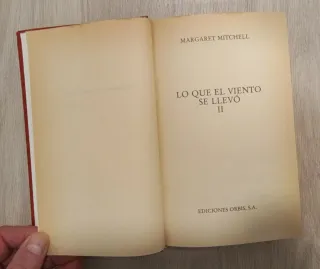 MARGARET MITCHELL
LO QUE EL VIENTO
SE LLEVÓ
II
EDICIONES ORBIS, S.A.